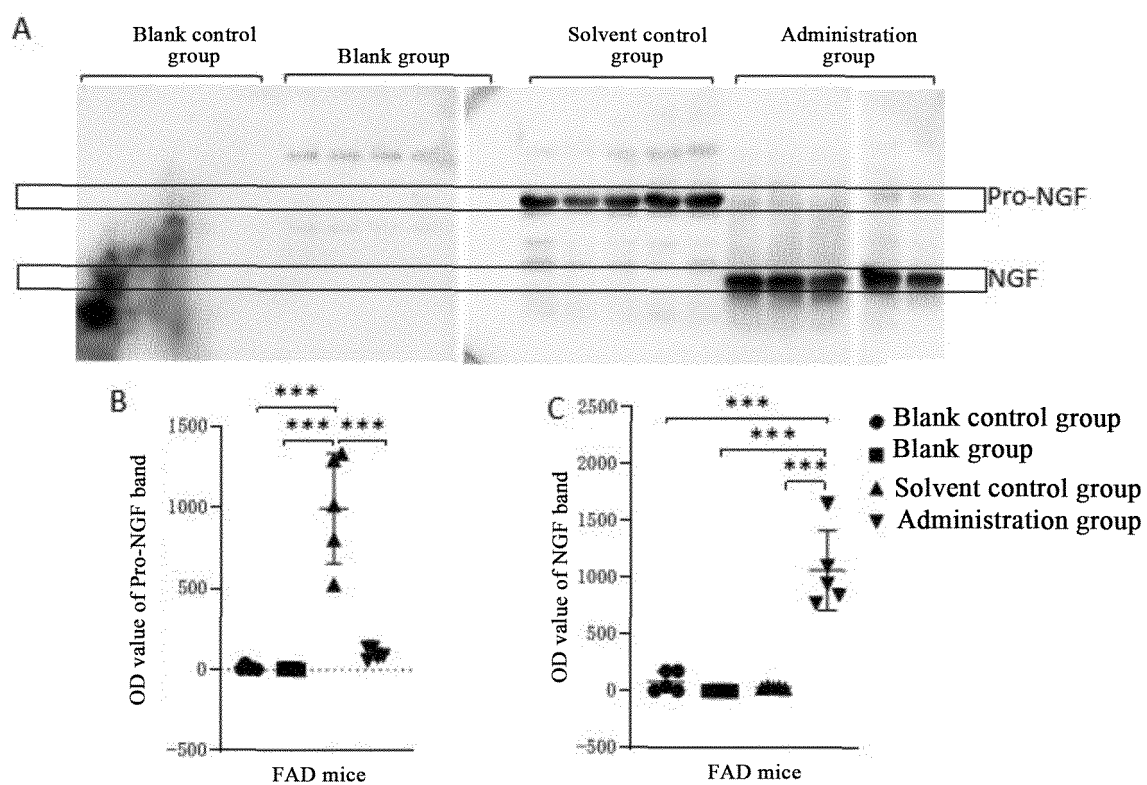 A
Blank control
group
Blank group
Solvent control
group
Administration
group
Pro-NGF
NGF
B
***
*** ***
1500
1000
500
0
-500
OD value of Pro-NGF band
FAD mice
C
***
***
***
2500
2000
1500
1000
500
0
-500
OD value of NGF band
FAD mice
Blank control group
Blank group
Solvent control group
Administration group